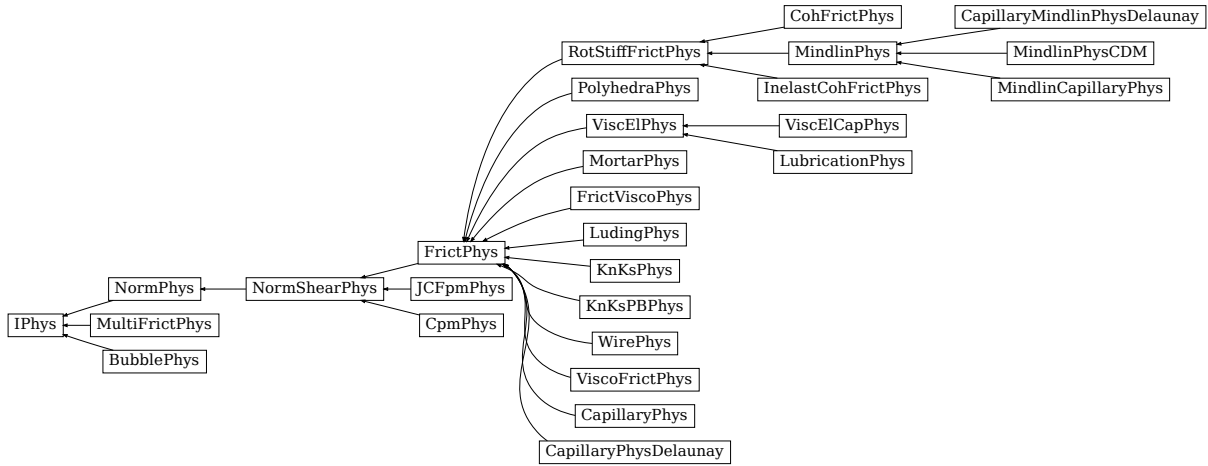 CohFrictPhys
CapillaryMindlinPhysDelaunay
RotStiffFrictPhys
MindlinPhys
MindlinPhysCDM
PolyhedraPhys
InelastCohFrictPhys
MindlinCapillaryPhys
ViscElPhys
ViscElCapPhys
MortarPhys
LubricationPhys
FrictViscoPhys
LudingPhys
FrictPhys
KnKsPhys
NormPhys
NormShearPhys
JCFpmPhys
KnKsPBPhys
IPhys
MultiFrictPhys
CpmPhys
WirePhys
BubblePhys
ViscoFrictPhys
CapillaryPhys
CapillaryPhysDelaunay